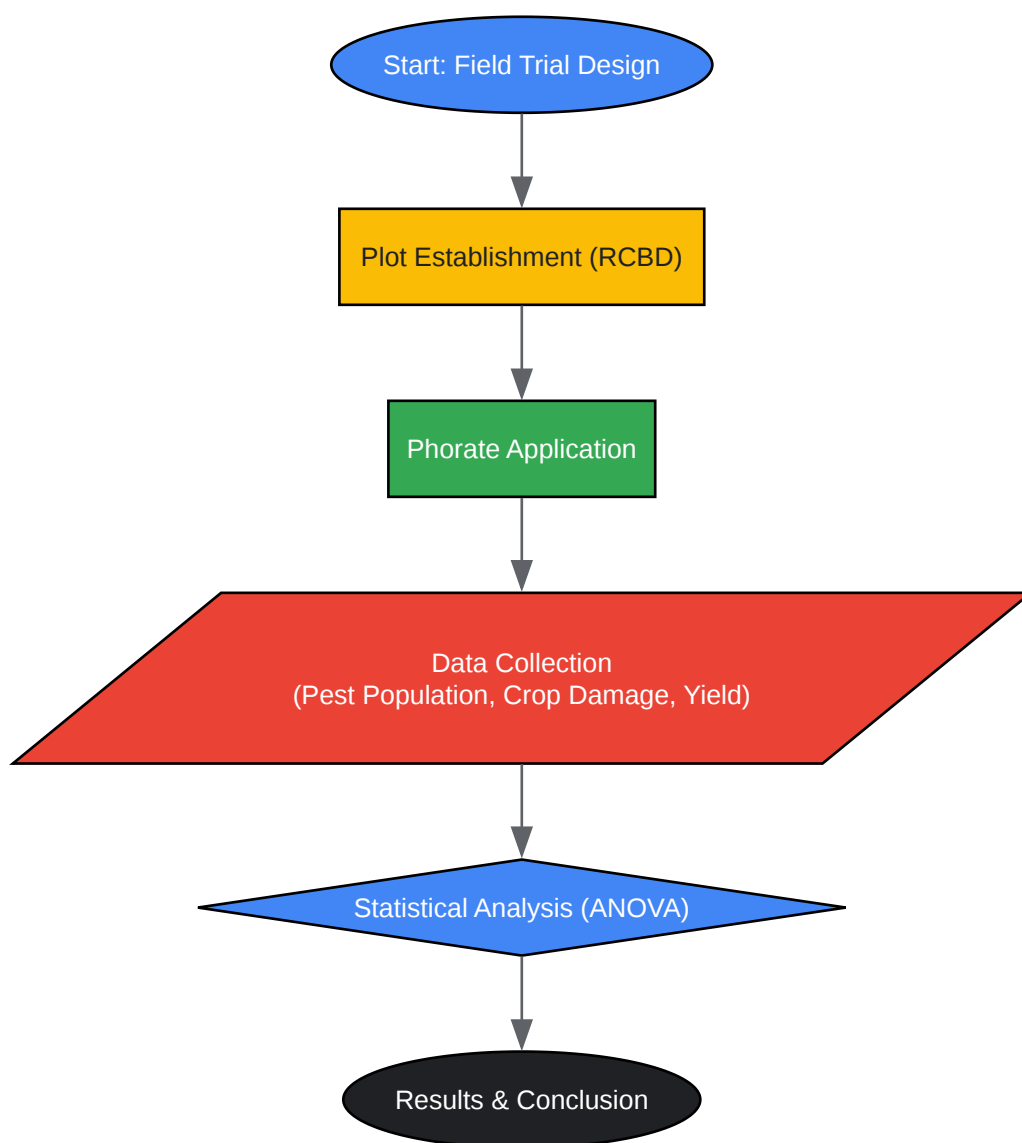 Start: Field Trial Design
Plot Establishment (RCBD)
Phorate Application
Data Collection
(Pest Population, Crop Damage, Yield)
Statistical Analysis (ANOVA)
Results & Conclusion